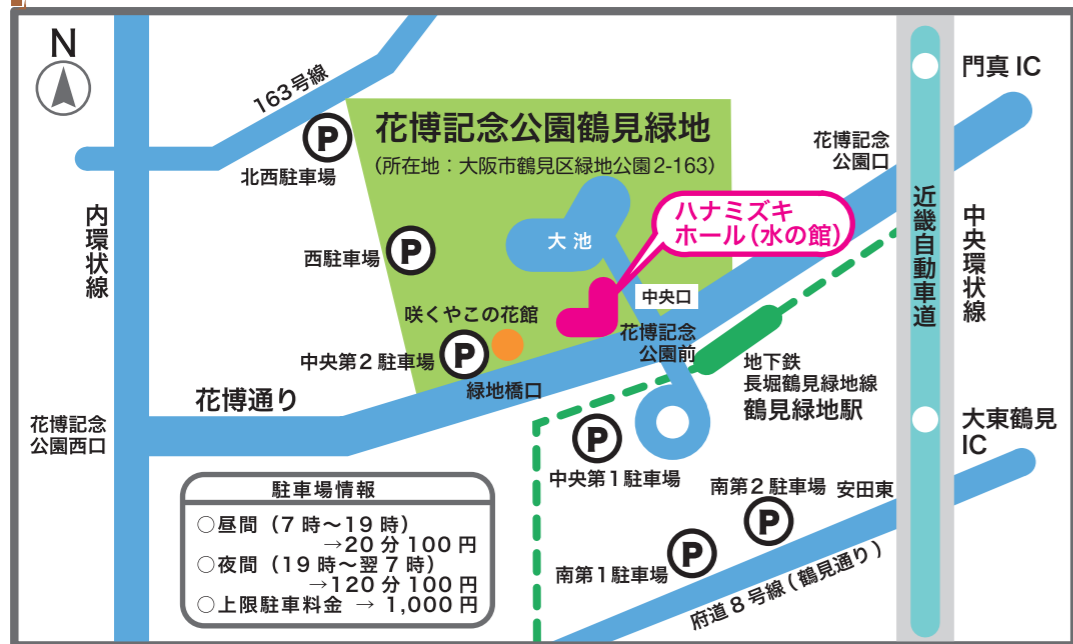 N
163号線
北西駐車場
花博記念公園鶴見緑地
(所在地：大阪市鶴見区緑地公園2-163)
門真 IC
花博記念
公園口
内環状線
西駐車場
大 池
ハナミズキ
ホール(水の館)
近畿自動車道
中央環状線
中央口
咲くやこの花館
中央第2駐車場
花博記念
公園前
緑地橋口
花博通り
地下鉄
長堀鶴見緑地線
鶴見緑地駅
花博記念
公園西口
大東鶴見
IC
中央第1駐車場
南第2駐車場
安田東
南第1駐車場
府道8号線(鶴見通り)
駐車場情報
○昼間(7時～19時)
→20分100円
○夜間(19時～翌7時)
→120分100円
○上限駐車料金 → 1,000円
P
P
P
P
P
P